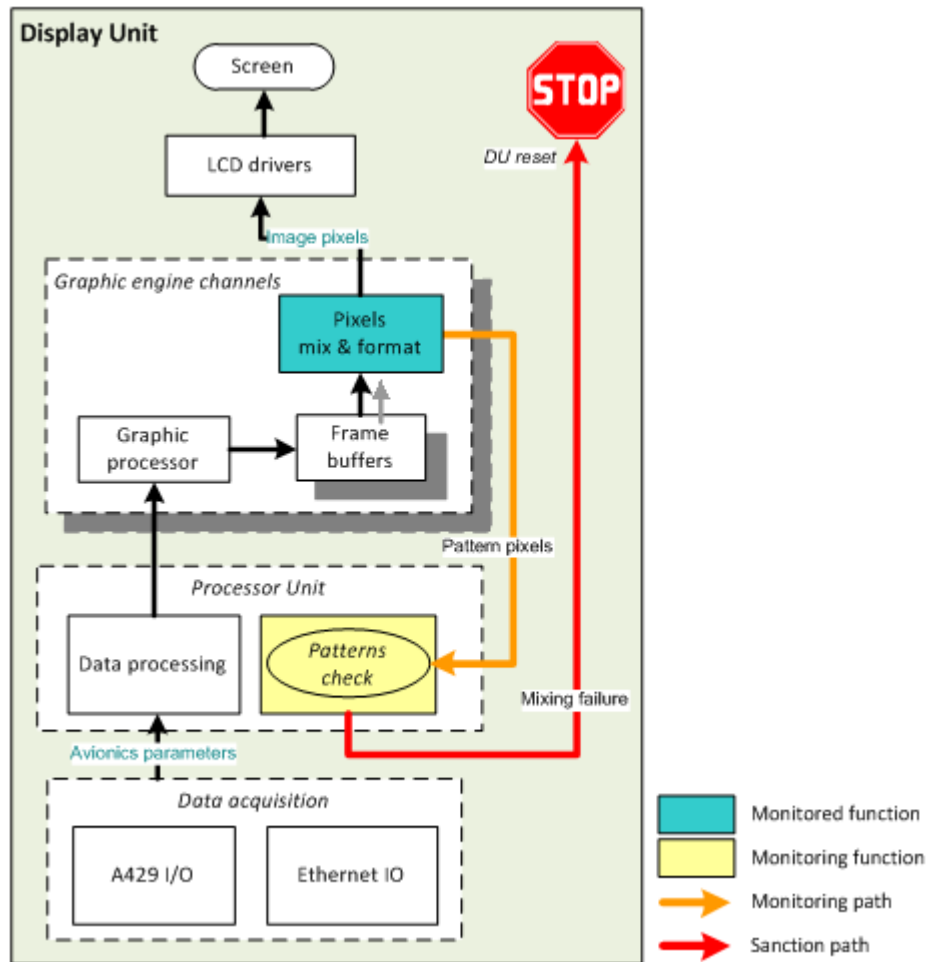 Display Unit
Screen
STOP
LCD drivers
DU reset
Image pixels
Graphic engine channels
Pixels
mix & format
Graphic
processor
Frame
buffers
Pattern pixels
Processor Unit
Data processing
Patterns
check
Mixing failure
Avionics parameters
Data acquisition
A429 I/O
Ethernet IO
Monitored function
Monitoring function
Monitoring path
Sanction path